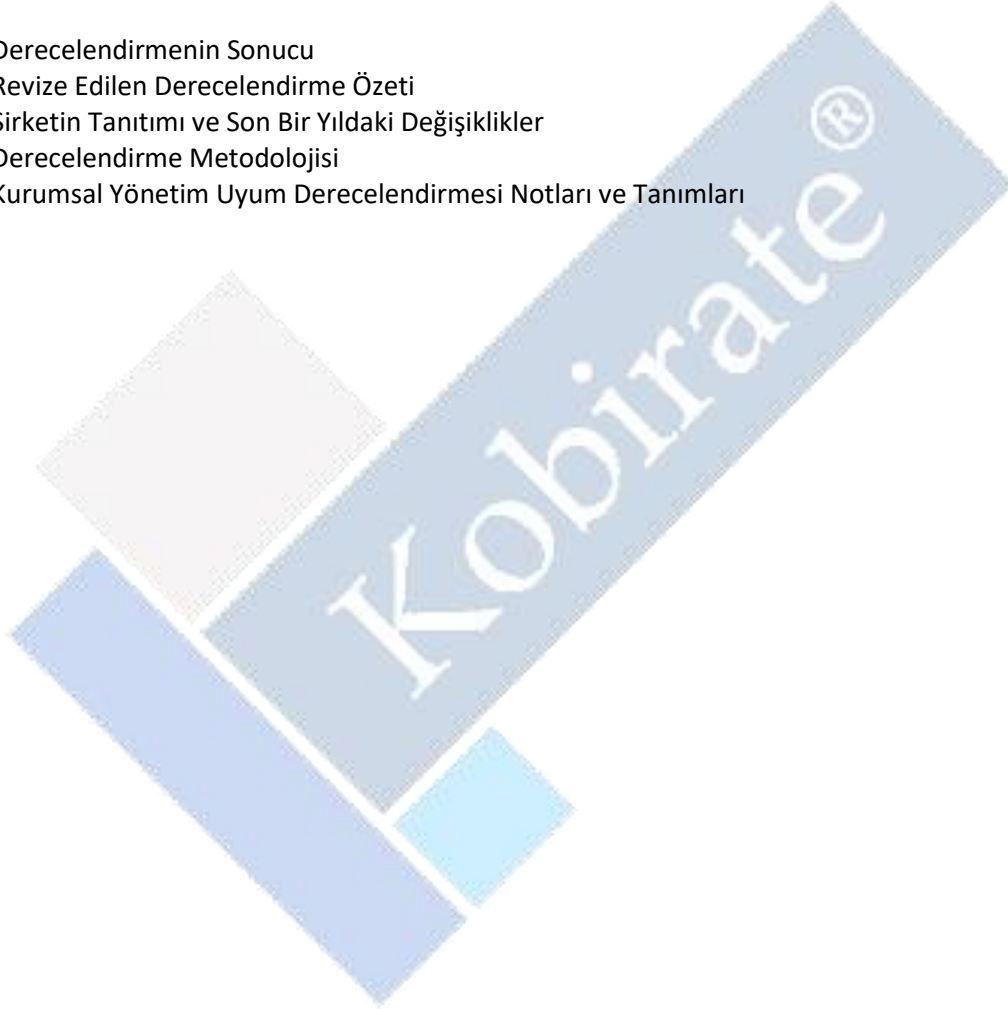 Derecelendirmenin Sonucu
Revize Edilen Derecelendirme Özeti
Şirketin Tanıtımı ve Son Bir Yıldaki Değişiklikler
Derecelendirme Metodolojisi
Kurumsal Yönetim Uyum Derecelendirmesi Notları ve Tanımları
Kobirate ®